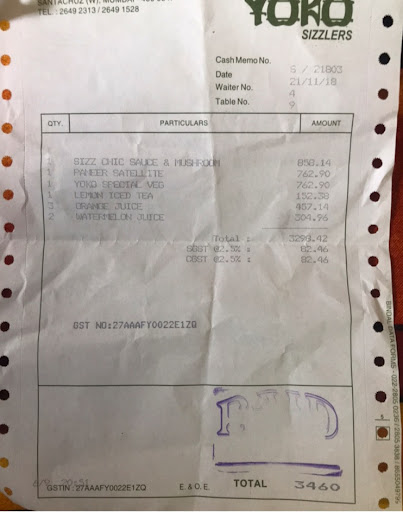 SANTACRUZ (W), MUMBAI
TEL. : 2649 2313 / 2649 1528
YOKO
SIZZLERS
Cash Memo No. S / 21803
Date 21/11/18
Waiter No. 4
Table No. 9
QTY. PARTICULARS AMOUNT
1 SIZZ CHIC SAUCE & MUSHROOM 858.14
1 PANEER SATELLITE 762.90
1 YOKO SPECIAL VEG 762.90
1 LEMON ICED TEA 152.38
3 ORANGE JUICE 457.14
2 WATERMELON JUICE 304.96
Total : 3298.42
SGST @2.5% : 82.46
CGST @2.5% : 82.46
GST NO:27AAAFY0022E1ZQ
PAID
GSTIN : 27AAAFY0022E1ZQ E. & O. E. TOTAL 3460